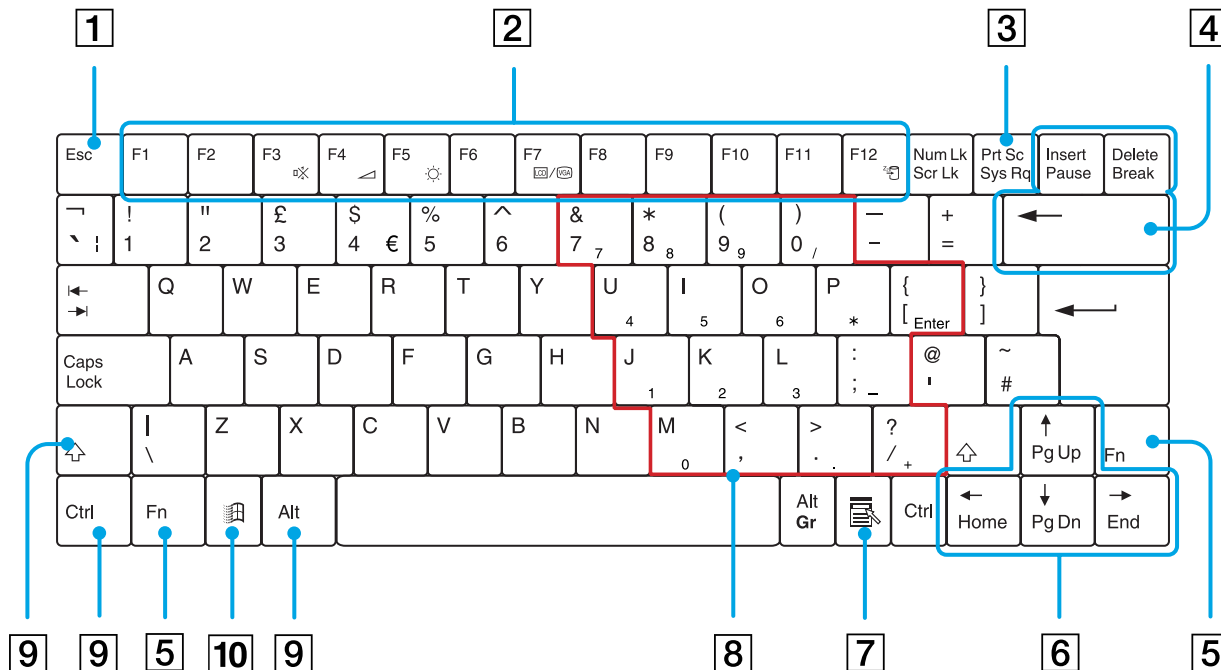 1 2 3 4
Esc F1 F2 F3 F4 F5 F6 F7 LCD / VGA F8 F9 F10 F11 F12 z z Num Lk Scr Lk Prt Sc Sys Rq Insert Pause Delete Break
¬ ` ¦ ! 1 " 2 £ 3 $ 4 € % 5 ^ 6 & 7 7 * 8 8 ( 9 9 ) 0 / — - + =
Q W E R T Y U 4 I 5 O 6 P * { [ Enter } ]
Caps Lock A S D F G H J 1 K 2 L 3 : ; _ @ ' ~ #
| \ Z X C V B N M 0 < , > . . ? / + Pg Up Fn
Ctrl Fn Alt Alt Gr Ctrl Home Pg Dn End
9 9 5 10 9 8 7 6 5